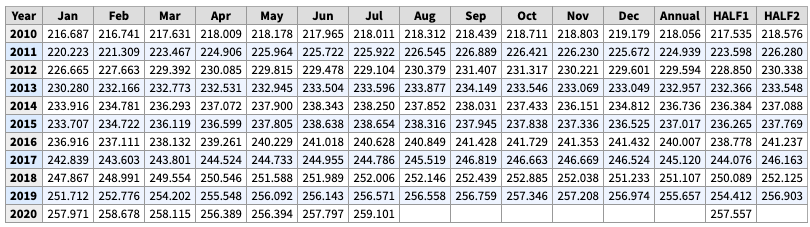 Year Jan Feb Mar Apr May Jun Jul Aug Sep Oct Nov Dec Annual HALF1 HALF2
2010 216.687 216.741 217.631 218.009 218.178 217.965 218.011 218.312 218.439 218.711 218.803 219.179 218.056 217.535 218.576
2011 220.223 221.309 223.467 224.906 225.964 225.722 225.922 226.545 226.889 226.421 226.230 225.672 224.939 223.598 226.280
2012 226.665 227.663 229.392 230.085 229.815 229.478 229.104 230.379 231.407 231.317 230.221 229.601 229.594 228.850 230.338
2013 230.280 232.166 232.773 232.531 232.945 233.504 233.596 233.877 234.149 233.546 233.069 233.049 232.957 232.366 233.548
2014 233.916 234.781 236.293 237.072 237.900 238.343 238.250 237.852 238.031 237.433 236.151 234.812 236.736 236.384 237.088
2015 233.707 234.722 236.119 236.599 237.805 238.638 238.654 238.316 237.945 237.838 237.336 236.525 237.017 236.265 237.769
2016 236.916 237.111 238.132 239.261 240.229 241.018 240.628 240.849 241.428 241.729 241.353 241.432 240.007 238.778 241.237
2017 242.839 243.603 243.801 244.524 244.733 244.955 244.786 245.519 246.819 246.663 246.669 246.524 245.120 244.076 246.163
2018 247.867 248.991 249.554 250.546 251.588 251.989 252.006 252.146 252.439 252.885 252.038 251.233 251.107 250.089 252.125
2019 251.712 252.776 254.202 255.548 256.092 256.143 256.571 256.558 256.759 257.346 257.208 256.974 255.657 254.412 256.903
2020 257.971 258.678 258.115 256.389 256.394 257.797 259.101 257.557